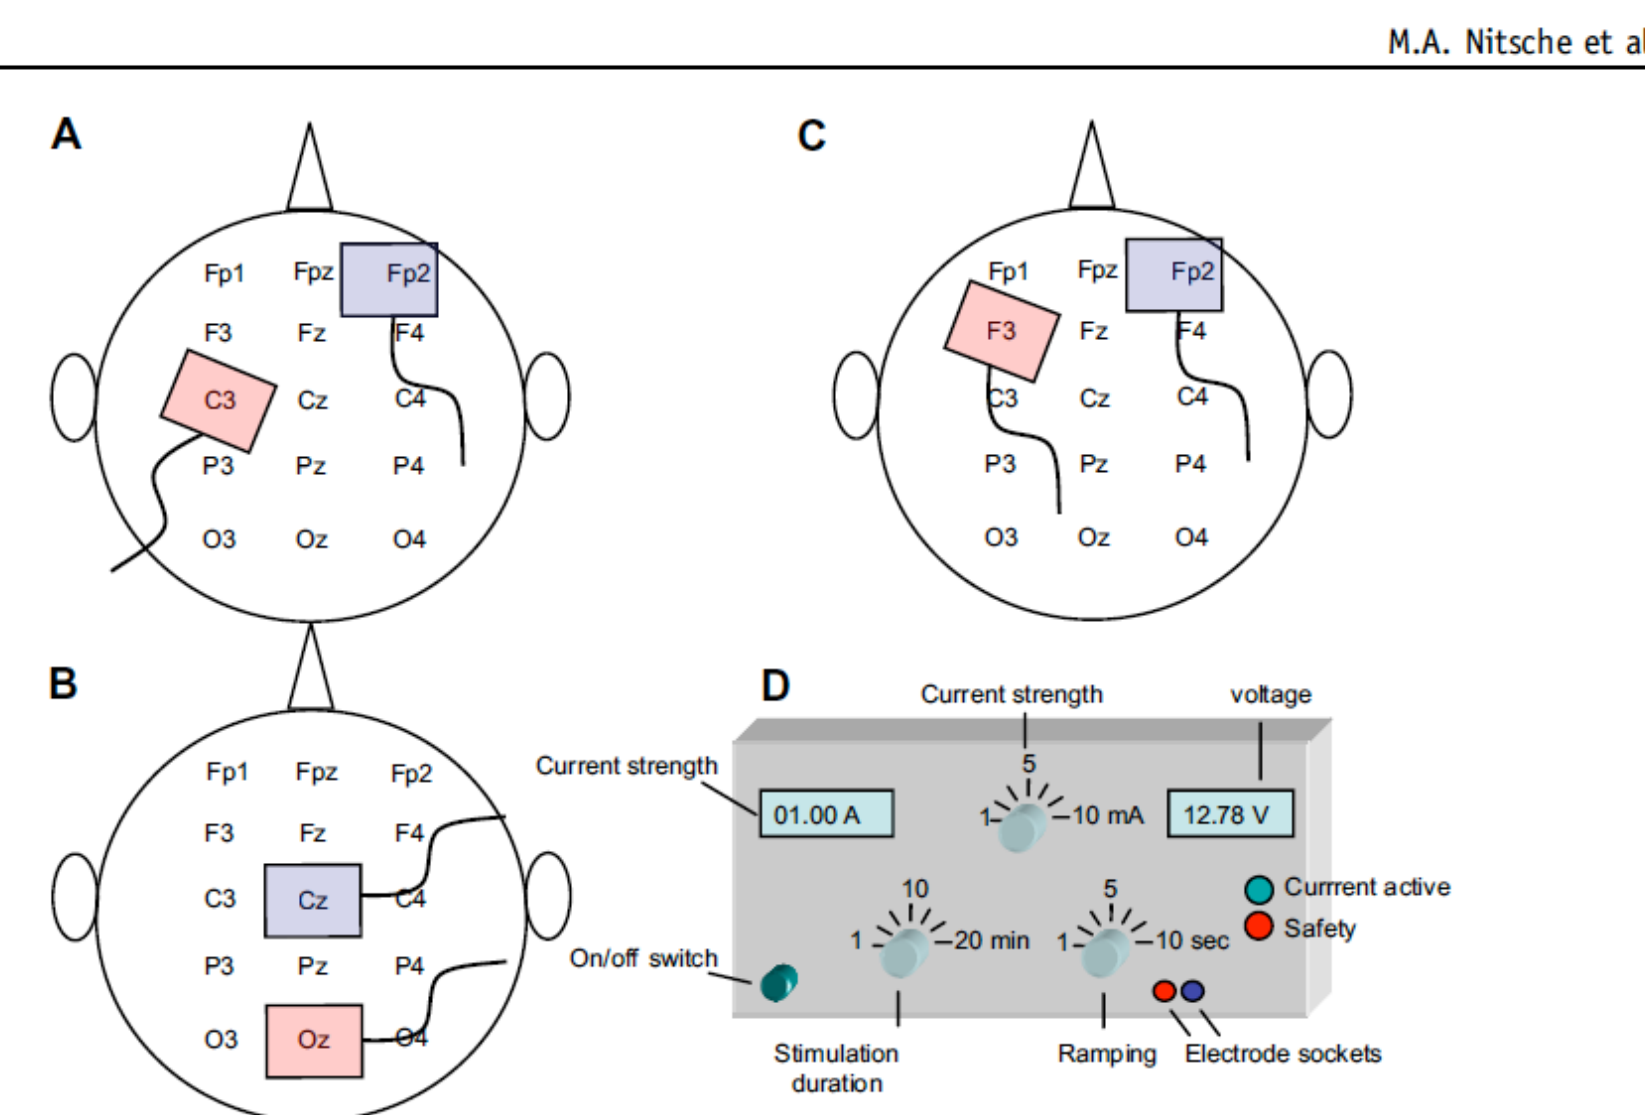 M.A. Nitsche et al
A
Fp1 Fpz Fp2
F3 Fz F4
C3 Cz C4
P3 Pz P4
O3 Oz O4
C
Fp1 Fpz Fp2
F3 Fz F4
C3 Cz C4
P3 Pz P4
O3 Oz O4
B
Fp1 Fpz Fp2
F3 Fz F4
C3 Cz C4
P3 Pz P4
O3 Oz O4
D
Current strength
voltage
Current strength
5
01.00 A
1
10 mA
12.78 V
10
1
20 min
5
1
10 sec
Currrent active
Safety
On/off switch
Stimulation
duration
Ramping
Electrode sockets